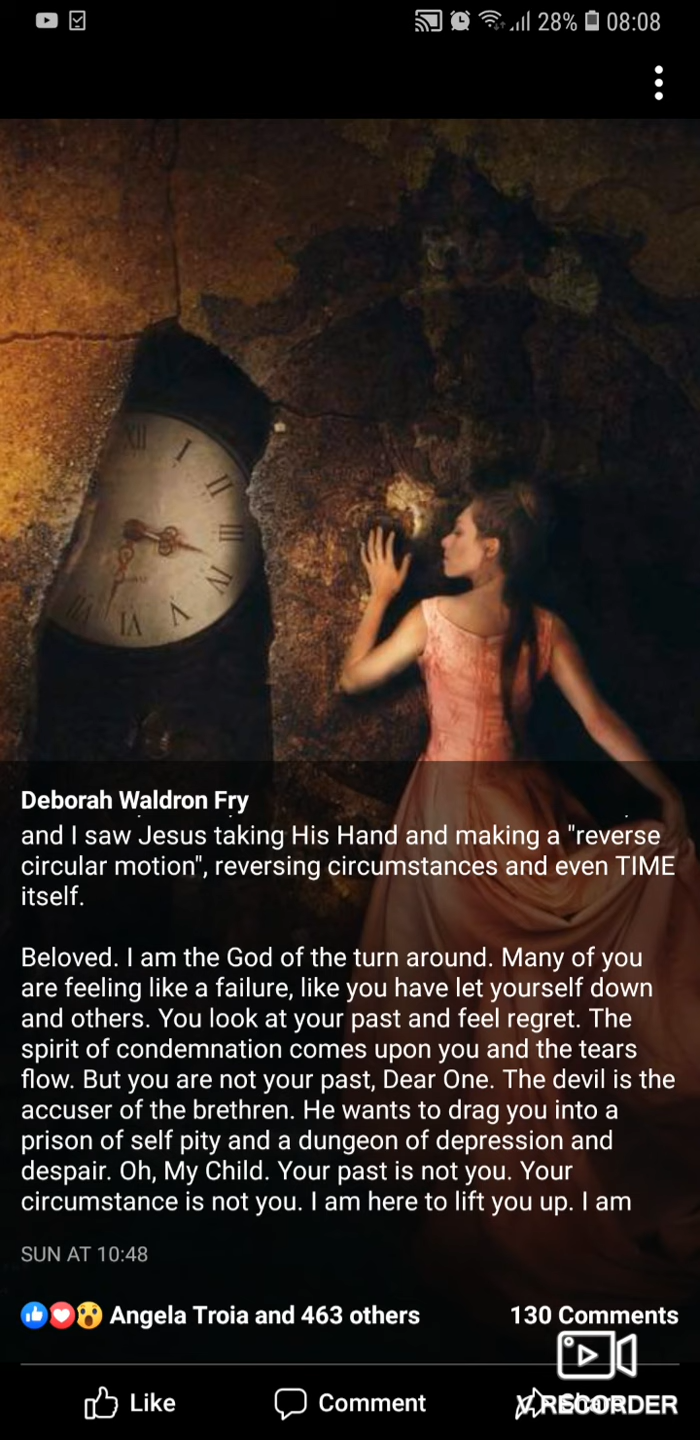 28% 08:08
XII
I
II
III
IV
V
VI
VII
Deborah Waldron Fry
and I saw Jesus taking His Hand and making a "reverse
circular motion", reversing circumstances and even TIME
itself.
Beloved. I am the God of the turn around. Many of you
are feeling like a failure, like you have let yourself down
and others. You look at your past and feel regret. The
spirit of condemnation comes upon you and the tears
flow. But you are not your past, Dear One. The devil is the
accuser of the brethren. He wants to drag you into a
prison of self pity and a dungeon of depression and
despair. Oh, My Child. Your past is not you. Your
circumstance is not you. I am here to lift you up. I am
SUN AT 10:48
Angela Troia and 463 others 130 Comments
Like Comment Share
V RECORDER